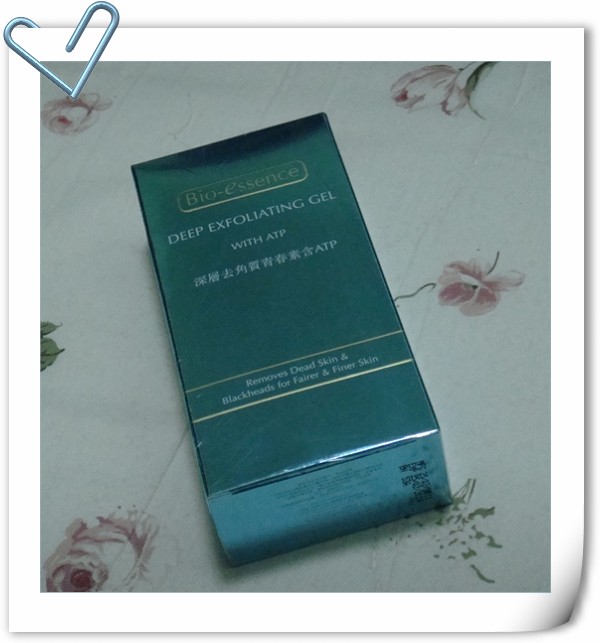 Bio-essence
DEEP EXFOLIATING GEL
WITH ATP
深層去角質青春素含ATP
Removes Dead Skin &
Blackheads for Fairer & Finer Skin